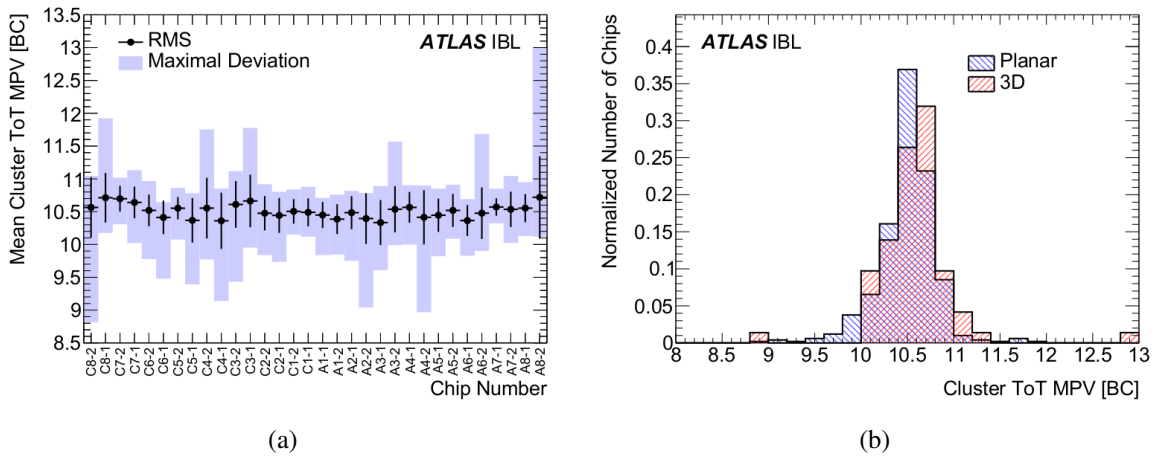 13.5
13
12.5
12
11.5
11
10.5
10
9.5
9
8.5
Mean Cluster ToT MPV [BC]
RMS
Maximal Deviation
ATLAS IBL
C8-2
C8-1
C7-2
C7-1
C6-2
C6-1
C5-2
C5-1
C4-2
C4-1
C3-2
C3-1
C2-2
C2-1
C1-2
C1-1
A1-1
A1-2
A2-1
A2-2
A3-1
A3-2
A4-1
A4-2
A5-1
A5-2
A6-1
A6-2
A7-1
A7-2
A8-1
A8-2
Chip Number
(a)
0.4
0.35
0.3
0.25
0.2
0.15
0.1
0.05
0
Normalized Number of Chips
ATLAS IBL
Planar
3D
8 8.5 9 9.5 10 10.5 11 11.5 12 12.5 13
Cluster ToT MPV [BC]
(b)